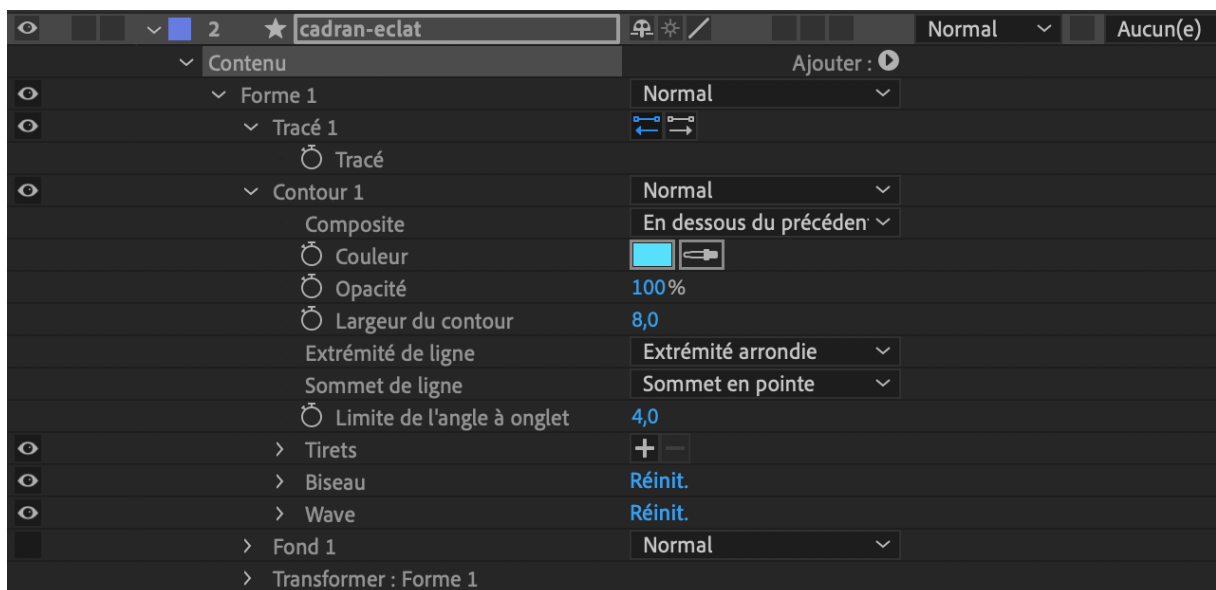 2 cadran-eclat Normal Aucun(e)
Contenu Ajouter :
Forme 1 Normal
Tracé 1
Tracé
Contour 1 Normal
Composite En dessous du précéden
Couleur
Opacité 100%
Largeur du contour 8,0
Extrémité de ligne Extrémité arrondie
Sommet de ligne Sommet en pointe
Limite de l'angle à onglet 4,0
Tirets
Biseau Réinit.
Wave Réinit.
Fond 1 Normal
Transformer : Forme 1